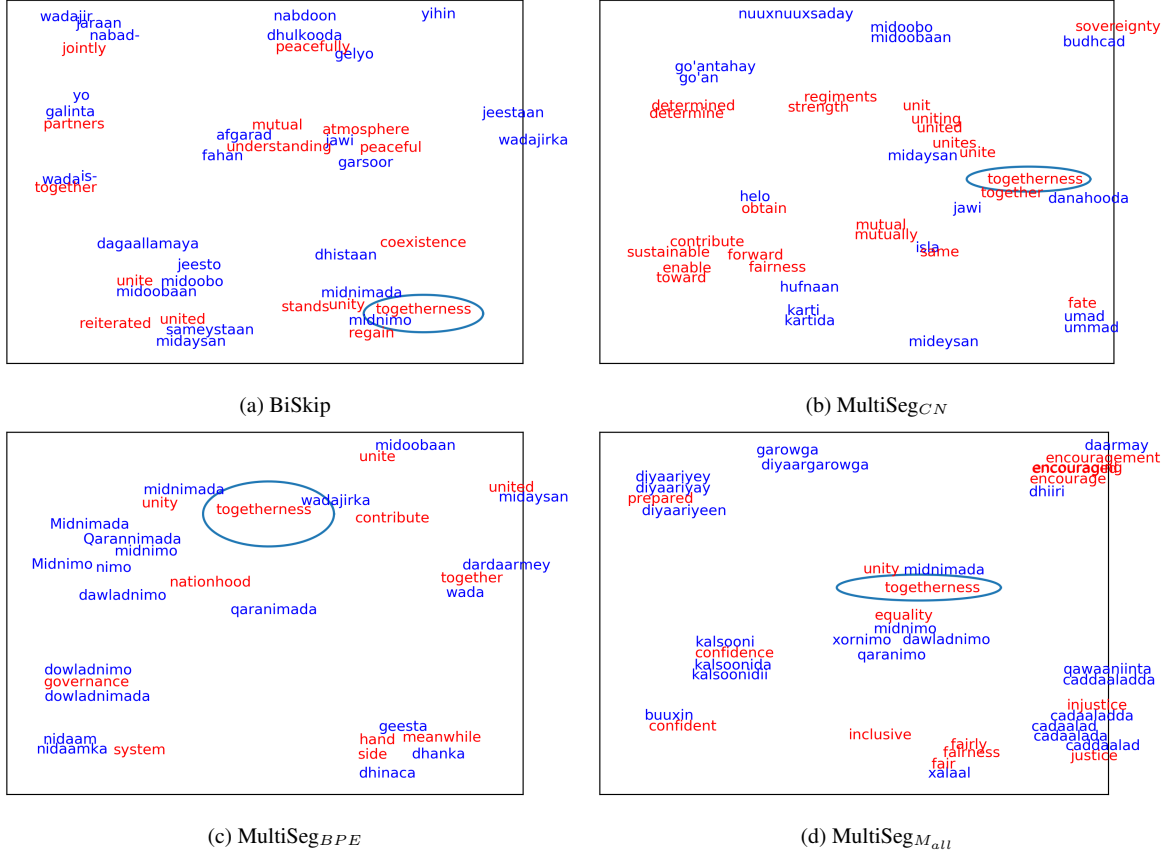 wadajir
jaraan
nabad-
jointly
nabdoon
dhulkooda
peacefully
gelyo
yihin
yo
galinta
partners
mutual
afgarad
understanding
fahan
atmosphere
jawi
peaceful
garsoor
jeestaan
wadajirka
is-
wada
together
dagaallamaya
jeesto
unite
midoobo
midoobaan
reiterated
united
sameystaan
midaysan
coexistence
dhistaan
midnimada
stands
unity
togetherness
midnimo
regain
(a) BiSkip
nuuxnuuxsaday
midoobo
midoobaan
sovereignty
budhcad
go'antahay
go'an
determined
determine
regiments
strength
unit
uniting
united
unites
unite
midaysan
togetherness
together
danahooda
jawi
helo
obtain
mutual
mutually
isla
same
contribute
sustainable
forward
enable
fairness
toward
hufnaan
karti
kartida
mideysan
fate
umad
ummad
(b) MultiSeg_CN
midoobaan
unite
united
midaysan
midnimada
unity
togetherness
wadajirka
contribute
Midnimada
Qarannimada
midnimo
Midnimo
nimo
nationhood
dawladnimo
qaranimada
dardaarmey
together
wada
dowladnimo
governance
dowladnimada
nidaam
nidaamka
system
geesta
hand
meanwhile
side
dhanka
dhinaca
(c) MultiSeg_BPE
garowga
diyaargarowga
diyaariyey
diyaariyay
prepared
diyaariyeen
daarmay
encouragement
encourage
dhiiri
unity
midnimada
togetherness
equality
midnimo
xornimo
dawladnimo
qaranimo
kalsooni
confidence
kalsoonida
kalsoonidii
buuxin
confident
inclusive
fairly
fairness
fair
xalaal
qawaaniinta
caddaaladda
injustice
cadaaladda
cadaalad
cadaalada
caddaalad
justice
(d) MultiSeg_M_all